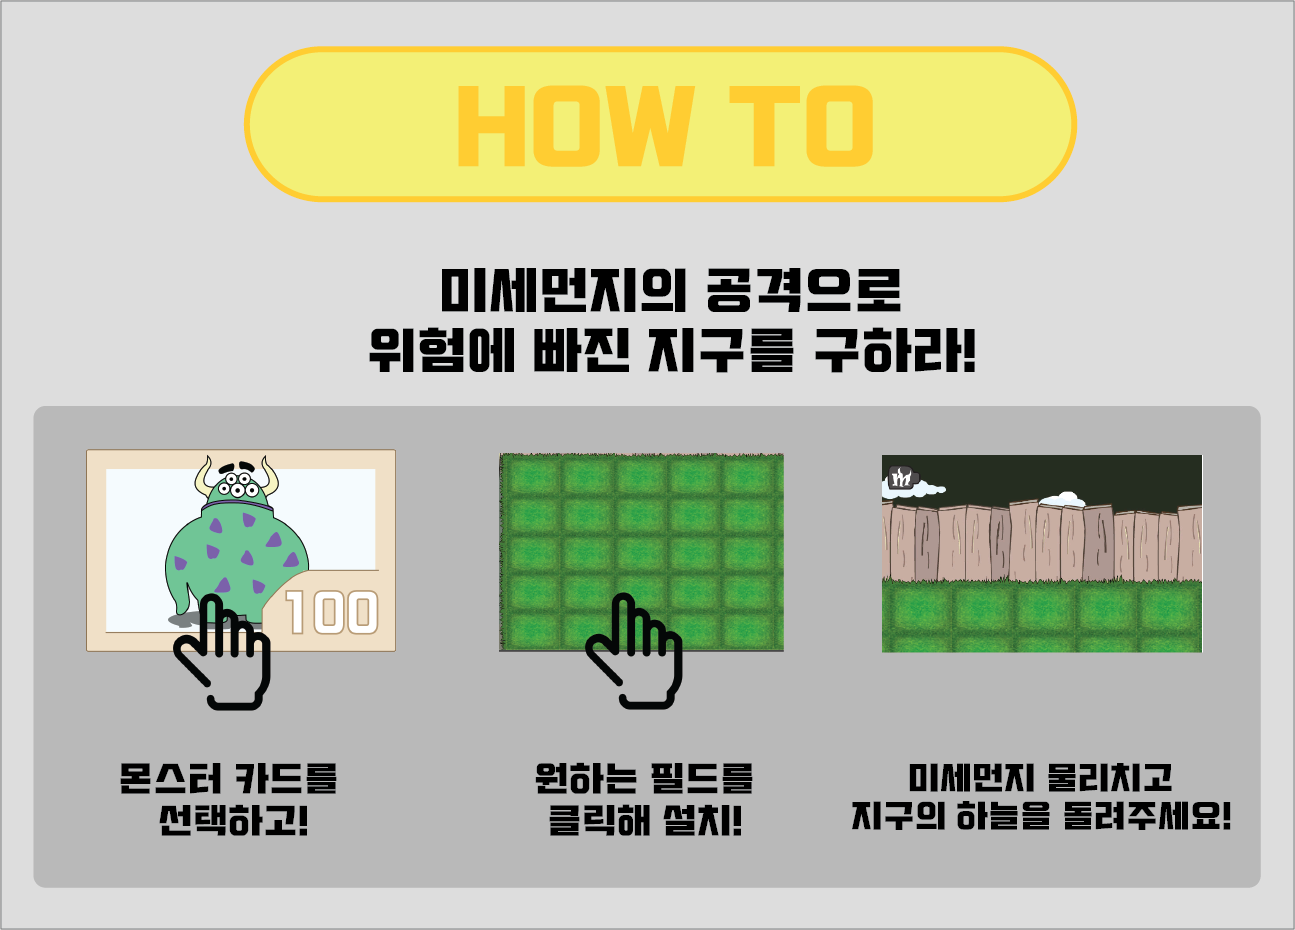 HOW TO
미세먼지의 공격으로
위험에 빠진 지구를 구하라!
100
m
몬스터 카드를
선택하고!
원하는 필드를
클릭해 설치!
미세먼지 물리치고
지구의 하늘을 돌려주세요!